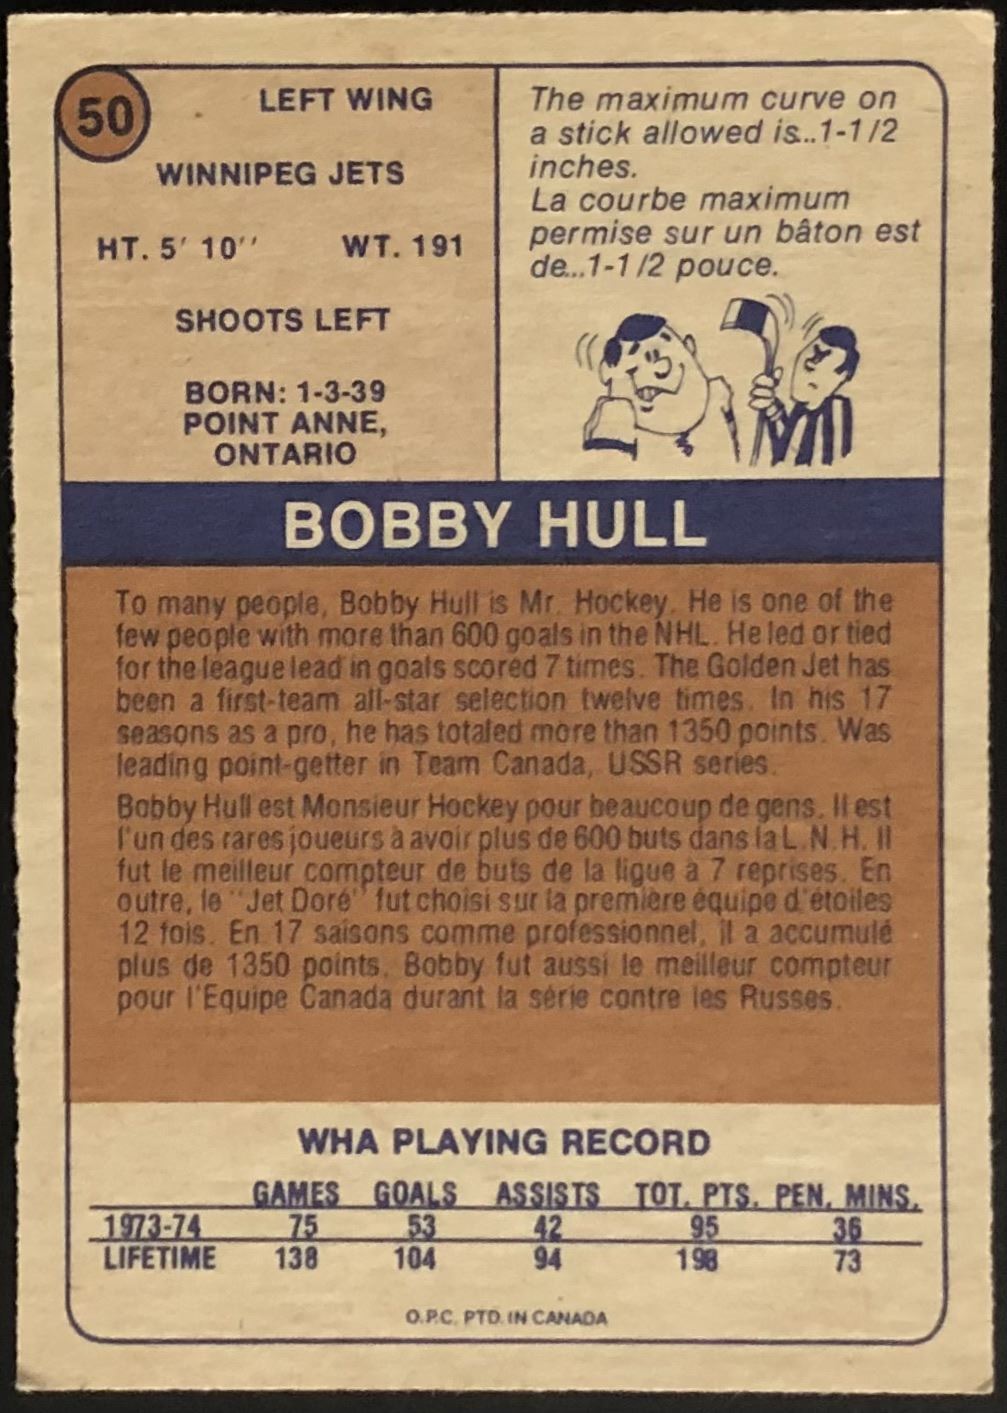 50
LEFT WING
WINNIPEG JETS
HT. 5' 10'' WT. 191
SHOOTS LEFT
BORN: 1-3-39
POINT ANNE,
ONTARIO
The maximum curve on
a stick allowed is...1-1/2
inches.
La courbe maximum
permise sur un bâton est
de...1-1/2 pouce.
BOBBY HULL
To many people, Bobby Hull is Mr. Hockey. He is one of the
few people with more than 600 goals in the NHL. He led or tied
for the league lead in goals scored 7 times. The Golden Jet has
been a first-team all-star selection twelve times. In his 17
seasons as a pro, he has totaled more than 1350 points. Was
leading point-getter in Team Canada, USSR series.
Bobby Hull est Monsieur Hockey pour beaucoup de gens. Il est
l'un des rares joueurs à avoir plus de 600 buts dans la L.N.H. Il
fut le meilleur compteur de buts de la ligue à 7 reprises. En
outre, le "Jet Doré" fut choisi sur la première équipe d'étoiles
12 fois. En 17 saisons comme professionnel, il a accumulé
plus de 1350 points. Bobby fut aussi le meilleur compteur
pour l'Equipe Canada durant la série contre les Russes.
WHA PLAYING RECORD
GAMES GOALS ASSISTS TOT. PTS. PEN. MINS.
1973-74 75 53 42 95 36
LIFETIME 138 104 94 198 73
O.P.C. PTD. IN CANADA